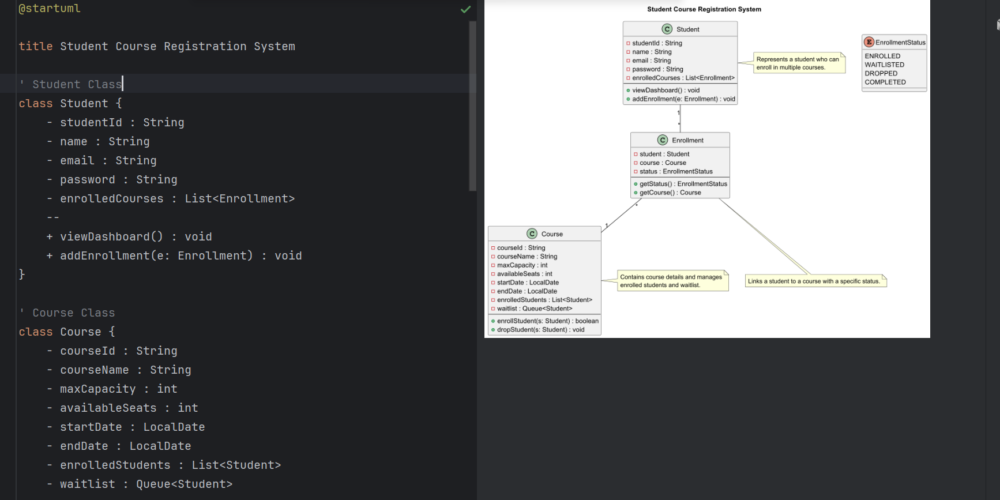 @startuml
title Student Course Registration System
' Student Class
class Student {
- studentId : String
- name : String
- email : String
- password : String
- enrolledCourses : List<Enrollment>
--
+ viewDashboard() : void
+ addEnrollment(e: Enrollment) : void
}
' Course Class
class Course {
- courseId : String
- courseName : String
- maxCapacity : int
- availableSeats : int
- startDate : LocalDate
- endDate : LocalDate
- enrolledStudents : List<Student>
- waitlist : Queue<Student>
Student Course Registration System
C Student
studentId : String
name : String
email : String
password : String
enrolledCourses : List<Enrollment>
viewDashboard() : void
addEnrollment(e: Enrollment) : void
Represents a student who can
enroll in multiple courses.
E EnrollmentStatus
ENROLLED
WAITLISTED
DROPPED
COMPLETED
1
*
C Enrollment
student : Student
course : Course
status : EnrollmentStatus
getStatus() : EnrollmentStatus
getCourse() : Course
*
1
C Course
courseId : String
courseName : String
maxCapacity : int
availableSeats : int
startDate : LocalDate
endDate : LocalDate
enrolledStudents : List<Student>
waitlist : Queue<Student>
enrollStudent(s: Student) : boolean
dropStudent(s: Student) : void
Contains course details and manages
enrolled students and waitlist.
Links a student to a course with a specific status.